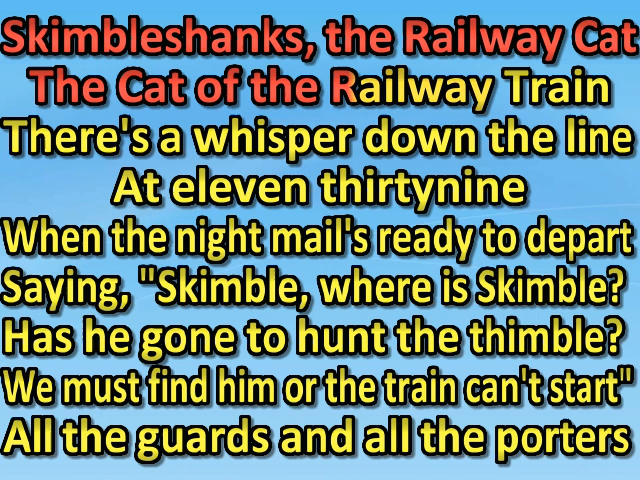 Skimbleshanks, the Railway Cat
The Cat of the Railway Train
There's a whisper down the line
At eleven thirtynine
When the night mail's ready to depart
Saying, "Skimble, where is Skimble?
Has he gone to hunt the thimble?
We must find him or the train can't start"
All the guards and all the porters